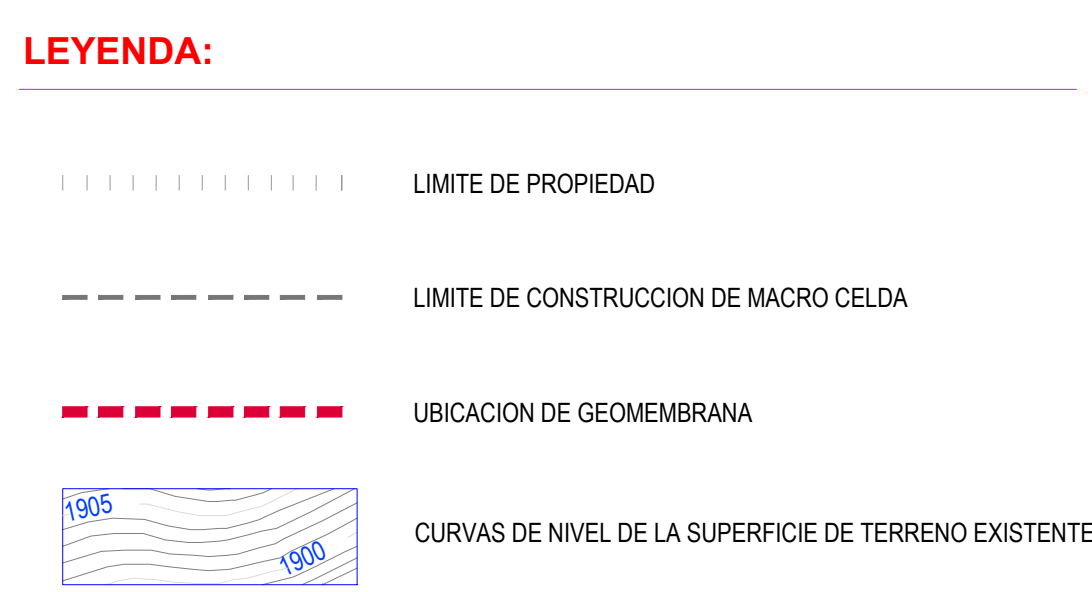 LEYENDA:
LIMITE DE PROPIEDAD
LIMITE DE CONSTRUCCION DE MACRO CELDA
UBICACION DE GEOMEMBRANA
1905
1900
CURVAS DE NIVEL DE LA SUPERFICIE DE TERRENO EXISTENTE